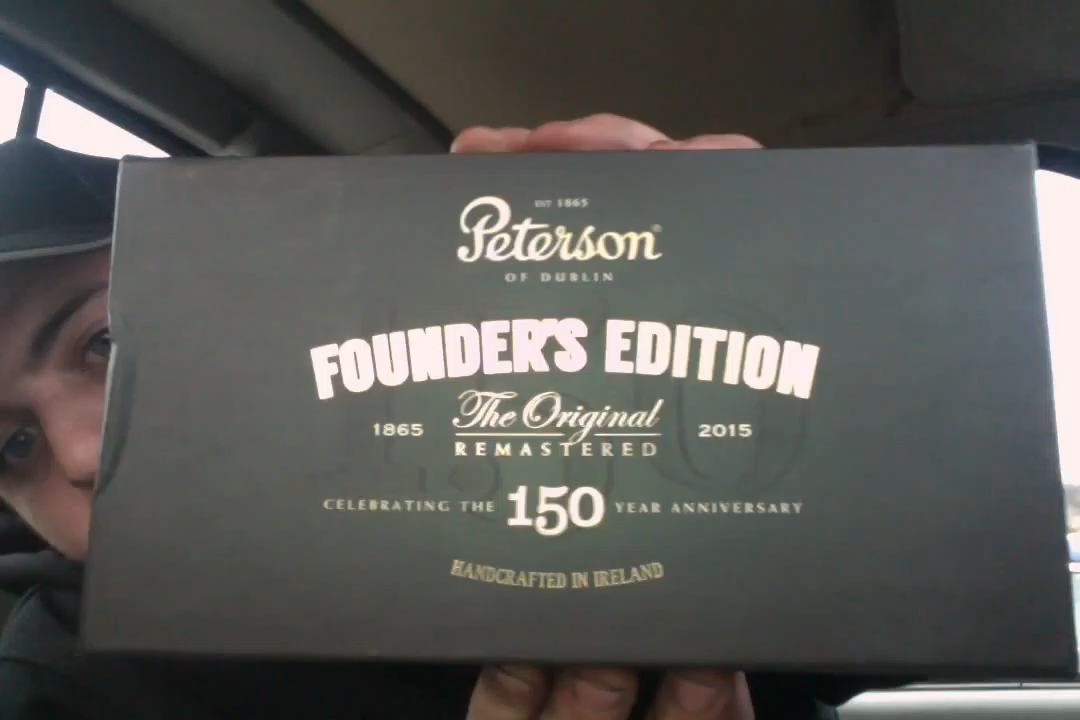 EST 1865
Peterson®
OF DUBLIN
FOUNDER'S EDITION
The Original
1865 REMASTERED 2015
CELEBRATING THE 150 YEAR ANNIVERSARY
HANDCRAFTED IN IRELAND